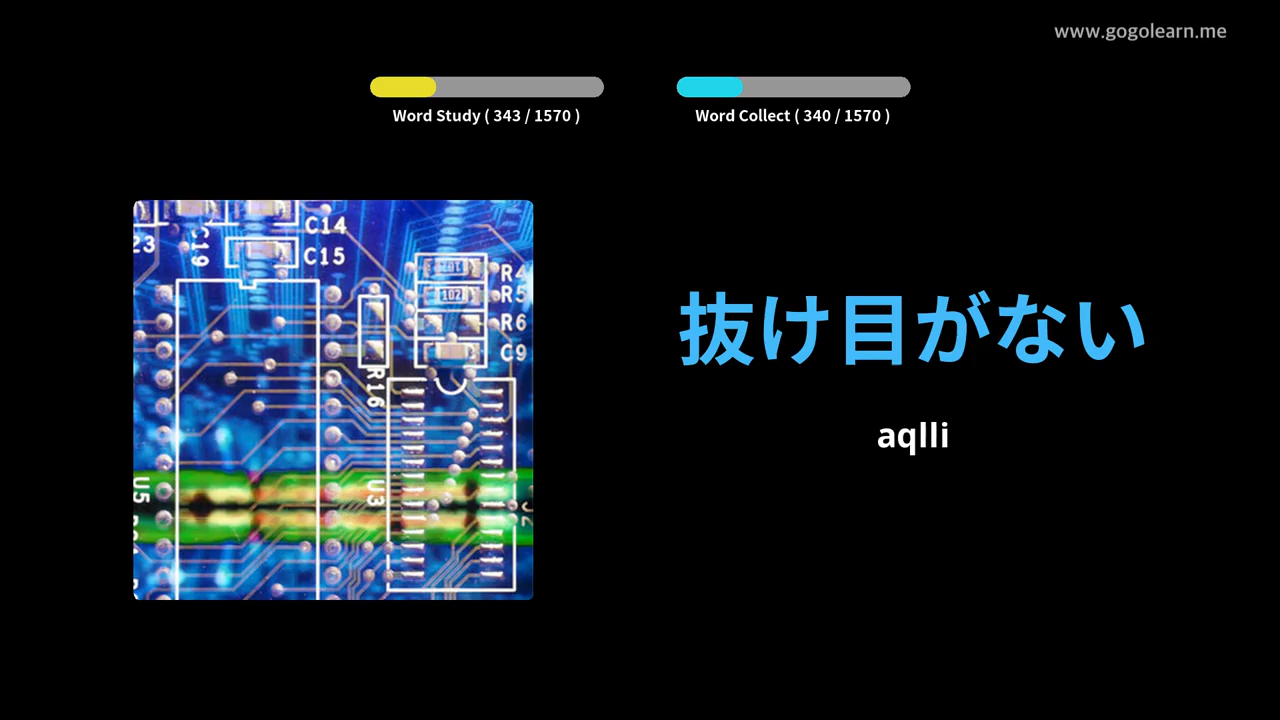 www.gogolearn.me
Word Study ( 343 / 1570 )
Word Collect ( 340 / 1570 )
抜け目がない
aqlli
C14
C15
C19
23
R4
R5
102
R6
C9
R16
U5
U3